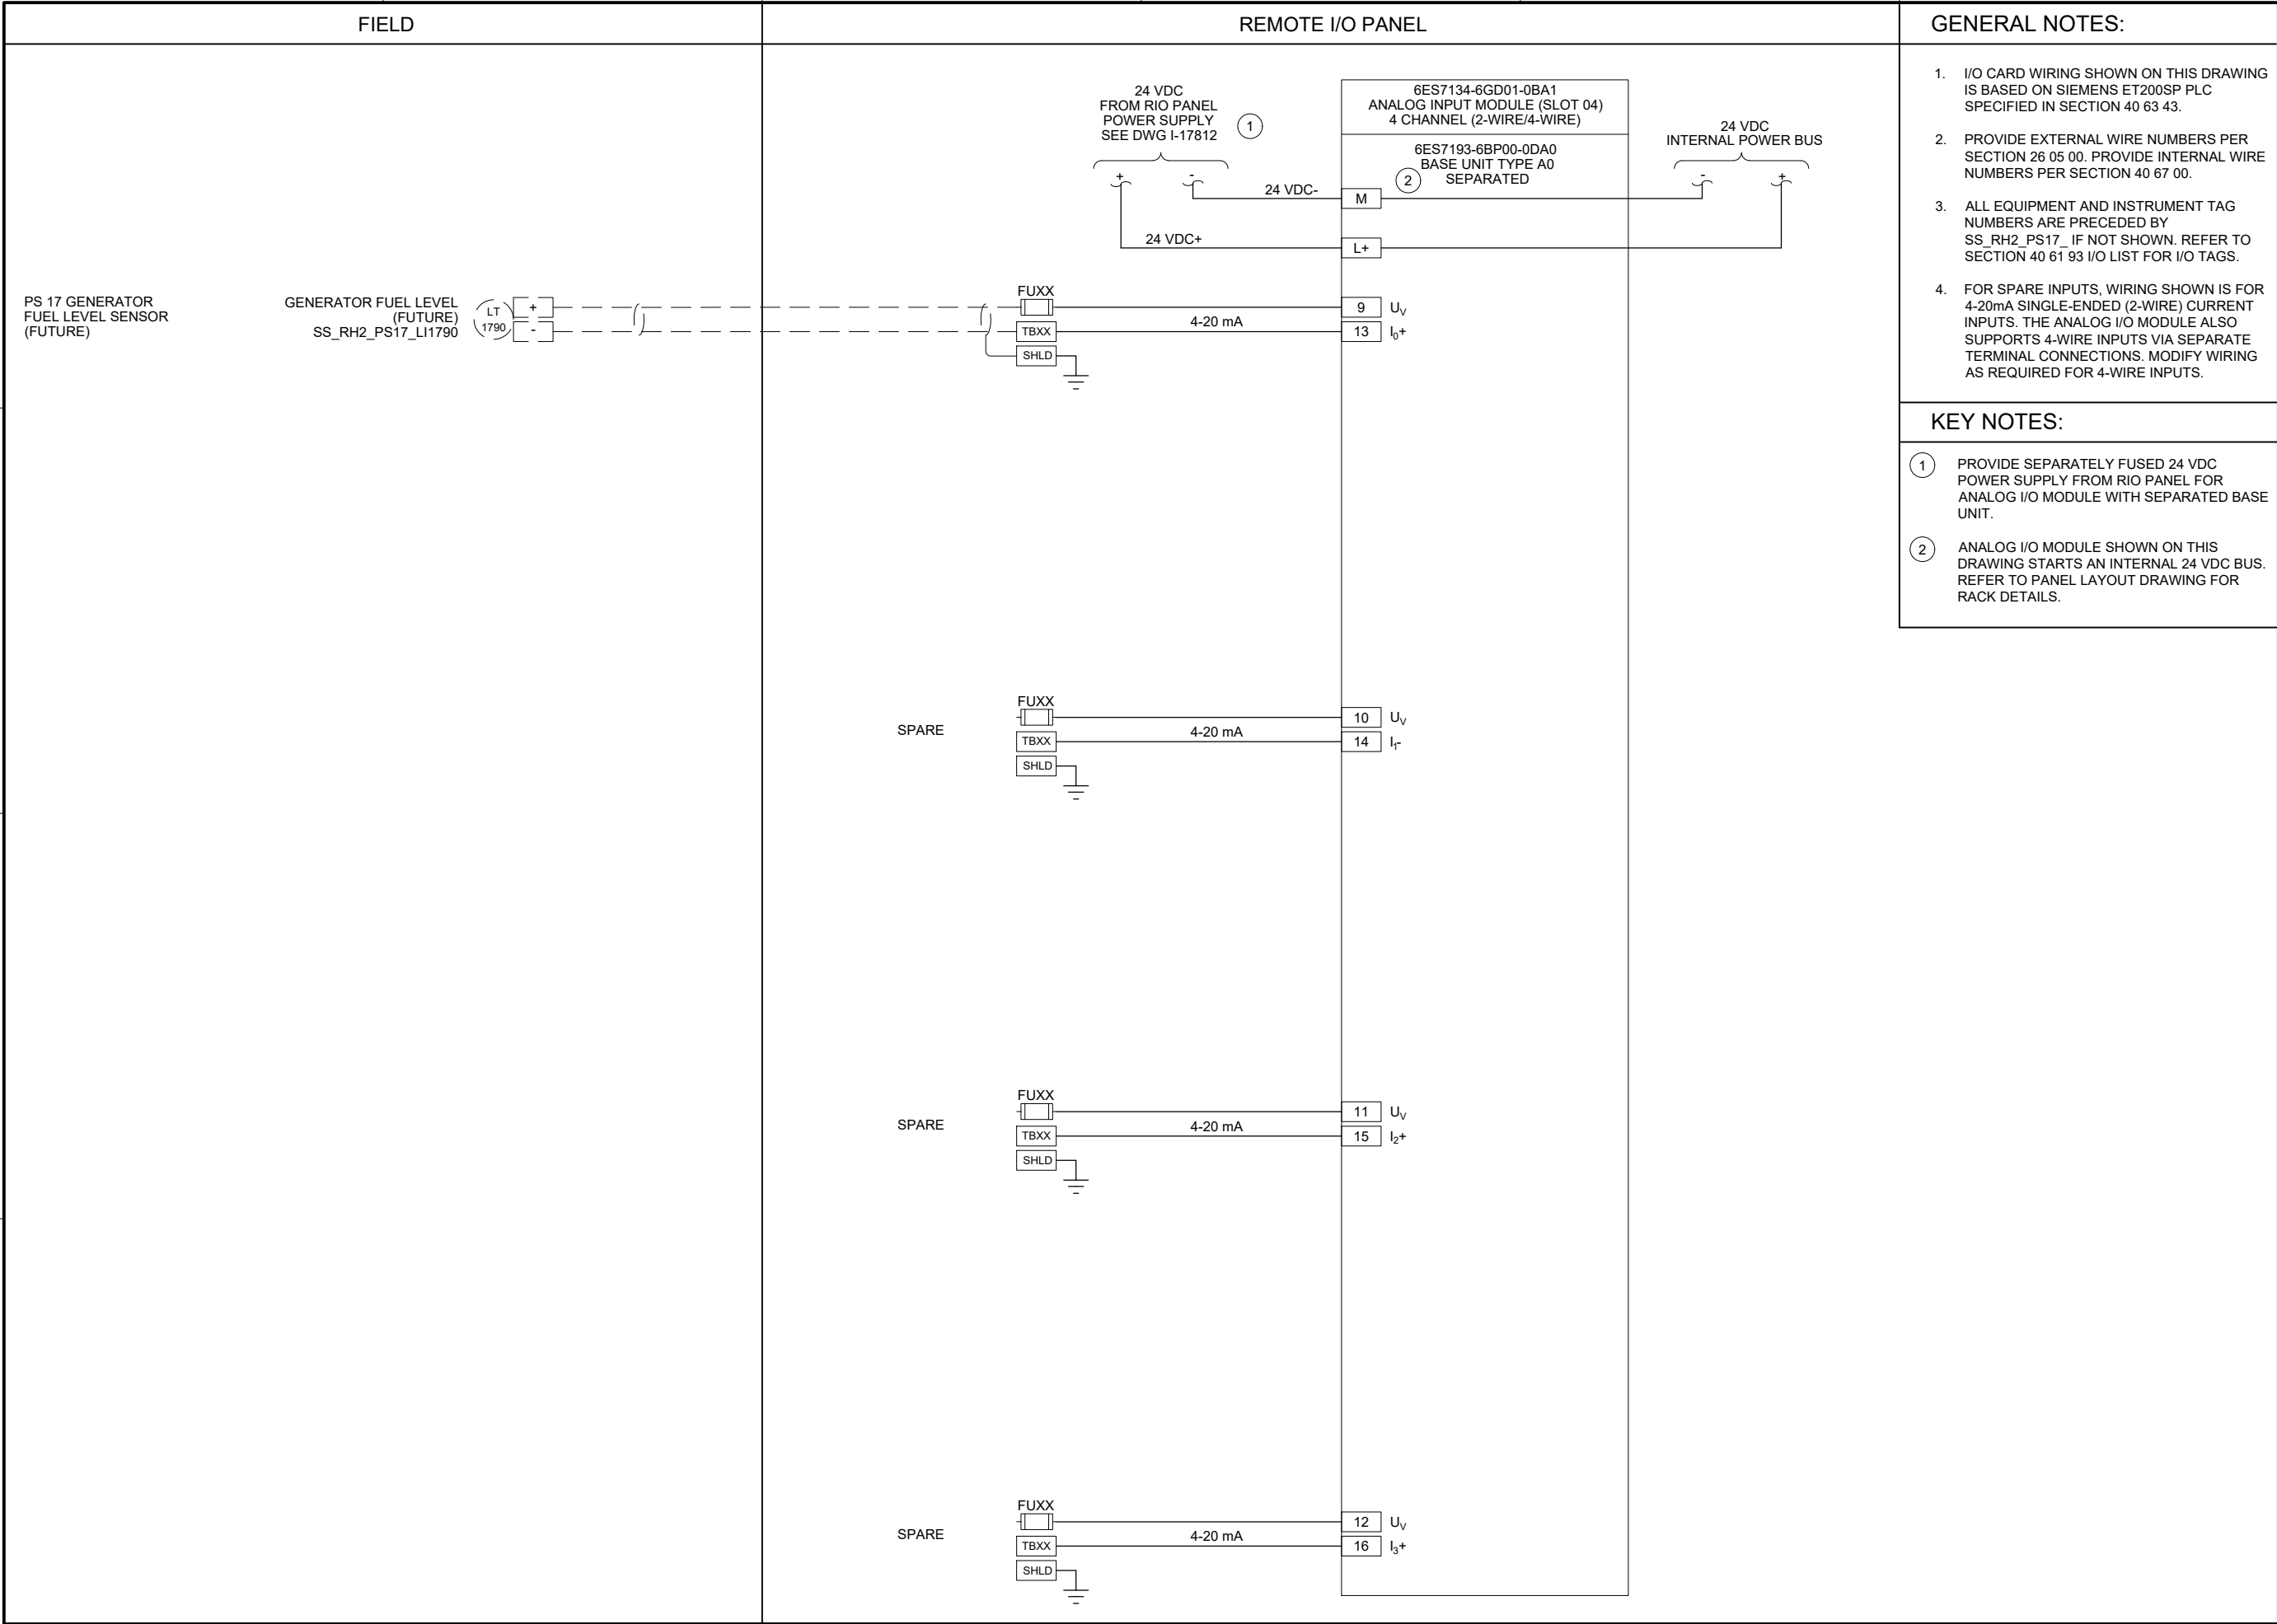 FIELD
REMOTE I/O PANEL
GENERAL NOTES:
1. I/O CARD WIRING SHOWN ON THIS DRAWING
IS BASED ON SIEMENS ET200SP PLC
SPECIFIED IN SECTION 40 63 43.
2. PROVIDE EXTERNAL WIRE NUMBERS PER
SECTION 26 05 00. PROVIDE INTERNAL WIRE
NUMBERS PER SECTION 40 67 00.
3. ALL EQUIPMENT AND INSTRUMENT TAG
NUMBERS ARE PRECEDED BY
SS_RH2_PS17_ IF NOT SHOWN. REFER TO
SECTION 40 61 93 I/O LIST FOR I/O TAGS.
4. FOR SPARE INPUTS, WIRING SHOWN IS FOR
4-20mA SINGLE-ENDED (2-WIRE) CURRENT
INPUTS. THE ANALOG I/O MODULE ALSO
SUPPORTS 4-WIRE INPUTS VIA SEPARATE
TERMINAL CONNECTIONS. MODIFY WIRING
AS REQUIRED FOR 4-WIRE INPUTS.
KEY NOTES:
1 PROVIDE SEPARATELY FUSED 24 VDC
POWER SUPPLY FROM RIO PANEL FOR
ANALOG I/O MODULE WITH SEPARATED BASE
UNIT.
2 ANALOG I/O MODULE SHOWN ON THIS
DRAWING STARTS AN INTERNAL 24 VDC BUS.
REFER TO PANEL LAYOUT DRAWING FOR
RACK DETAILS.
24 VDC
FROM RIO PANEL
POWER SUPPLY
SEE DWG I-17812
1
+ -
24 VDC-
24 VDC+
6ES7134-6GD01-0BA1
ANALOG INPUT MODULE (SLOT 04)
4 CHANNEL (2-WIRE/4-WIRE)
6ES7193-6BP00-0DA0
BASE UNIT TYPE A0
SEPARATED
2
M
L+
24 VDC
INTERNAL POWER BUS
- +
PS 17 GENERATOR
FUEL LEVEL SENSOR
(FUTURE)
GENERATOR FUEL LEVEL
(FUTURE)
SS_RH2_PS17_LI1790
LT
1790
+
-
FUXX
TBXX
SHLD
4-20 mA
9 UV
13 I0+
SPARE
FUXX
TBXX
SHLD
4-20 mA
10 UV
14 I1-
SPARE
FUXX
TBXX
SHLD
4-20 mA
11 UV
15 I2+
SPARE
FUXX
TBXX
SHLD
4-20 mA
12 UV
16 I3+